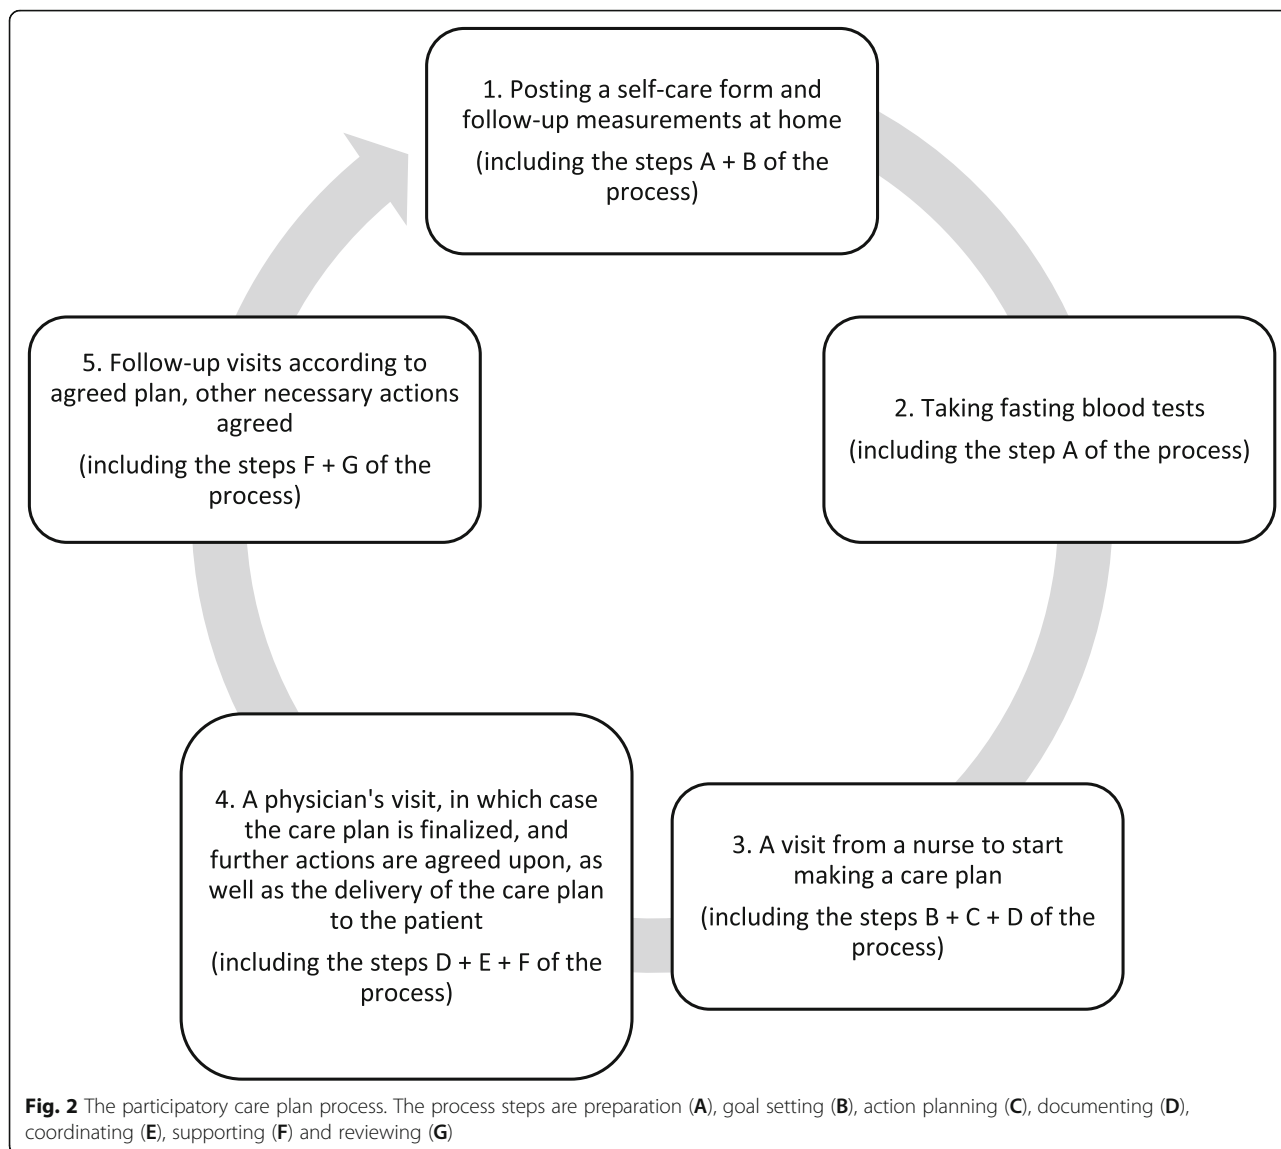 1. Posting a self-care form and
follow-up measurements at home
(including the steps A + B of the
process)
2. Taking fasting blood tests
(including the step A of the process)
3. A visit from a nurse to start
making a care plan
(including the steps B + C + D of the
process)
4. A physician's visit, in which case
the care plan is finalized, and
further actions are agreed upon, as
well as the delivery of the care plan
to the patient
(including the steps D + E + F of the
process)
5. Follow-up visits according to
agreed plan, other necessary actions
agreed
(including the steps F + G of the
process)
Fig. 2 The participatory care plan process. The process steps are preparation (A), goal setting (B), action planning (C), documenting (D),
coordinating (E), supporting (F) and reviewing (G)